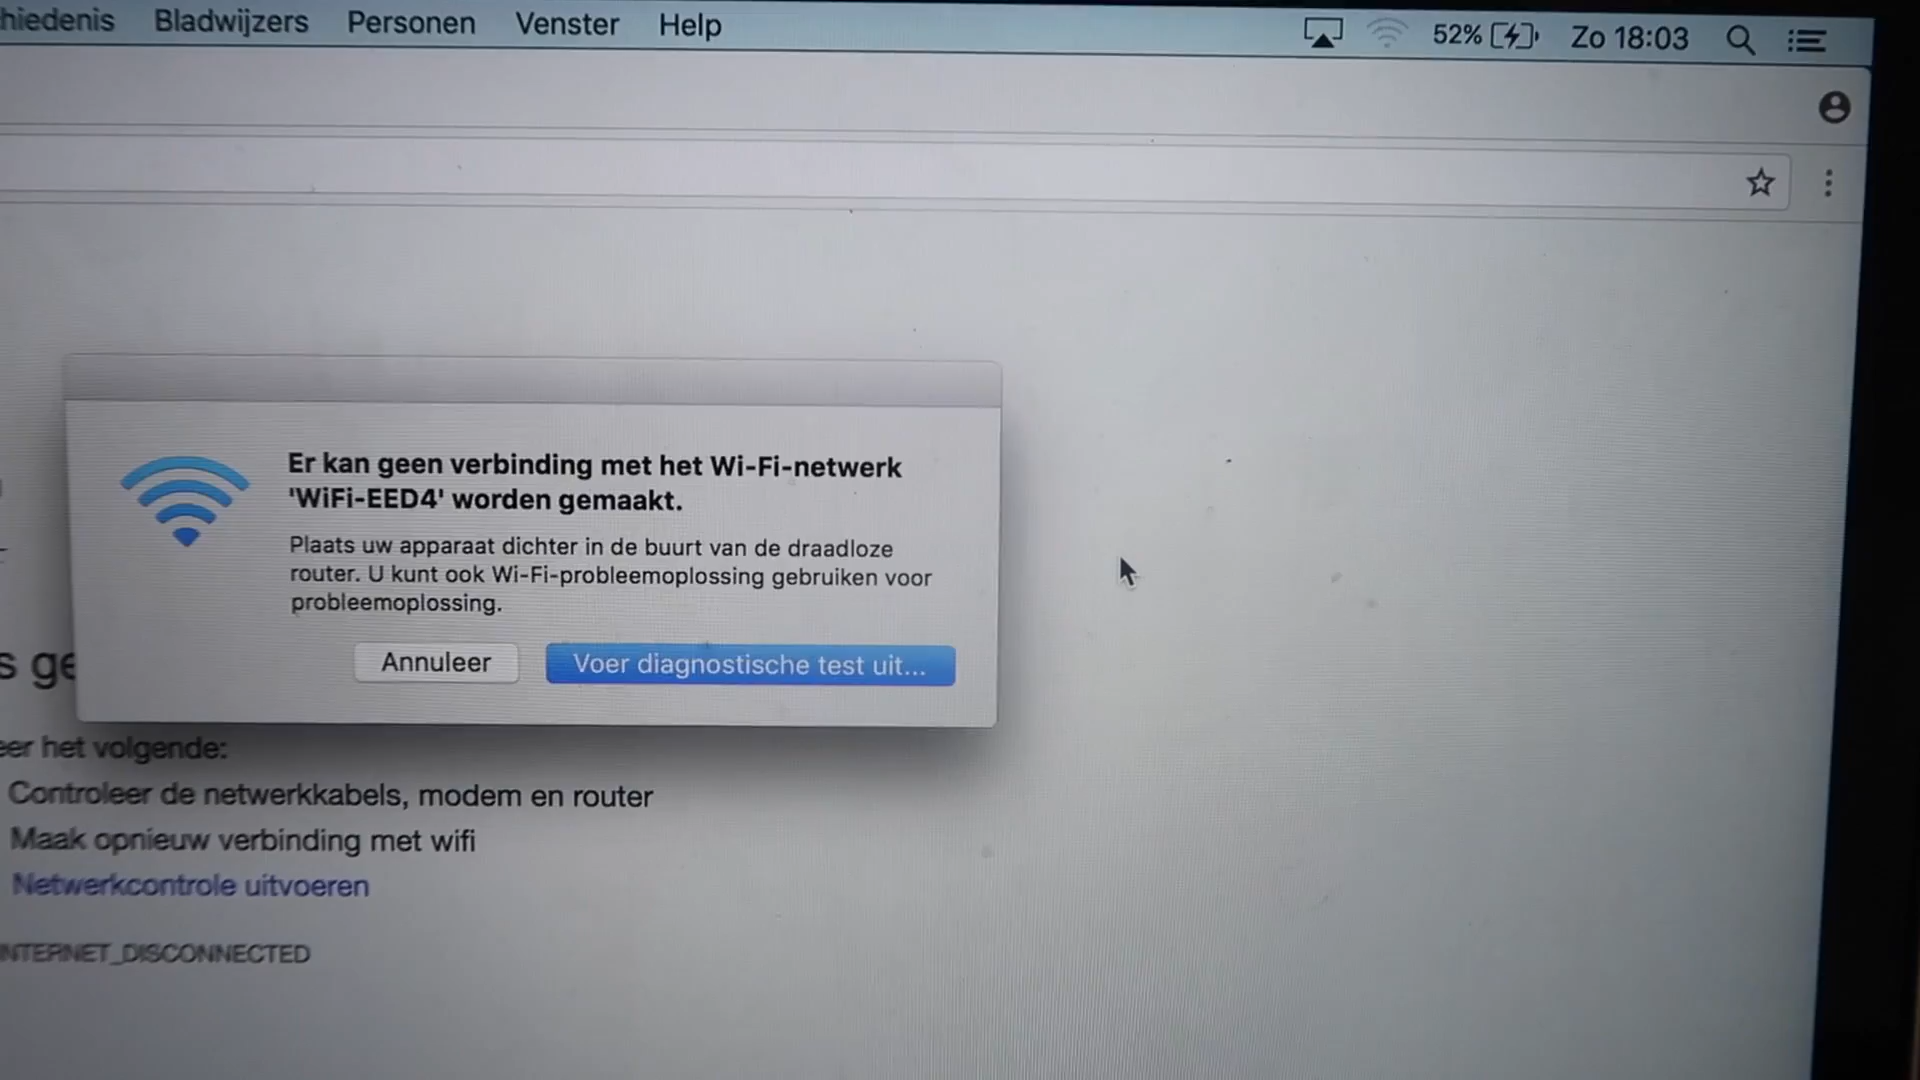 hiedenis Bladwijzers Personen Venster Help 52% Zo 18:03
Er kan geen verbinding met het Wi-Fi-netwerk
'WiFi-EED4' worden gemaakt.
Plaats uw apparaat dichter in de buurt van de draadloze
router. U kunt ook Wi-Fi-probleemoplossing gebruiken voor
probleemoplossing.
Annuleer Voer diagnostische test uit...
s ge
eer het volgende:
Controleer de netwerkkabels, modem en router
Maak opnieuw verbinding met wifi
Netwerkcontrole uitvoeren
INTERNET_DISCONNECTED